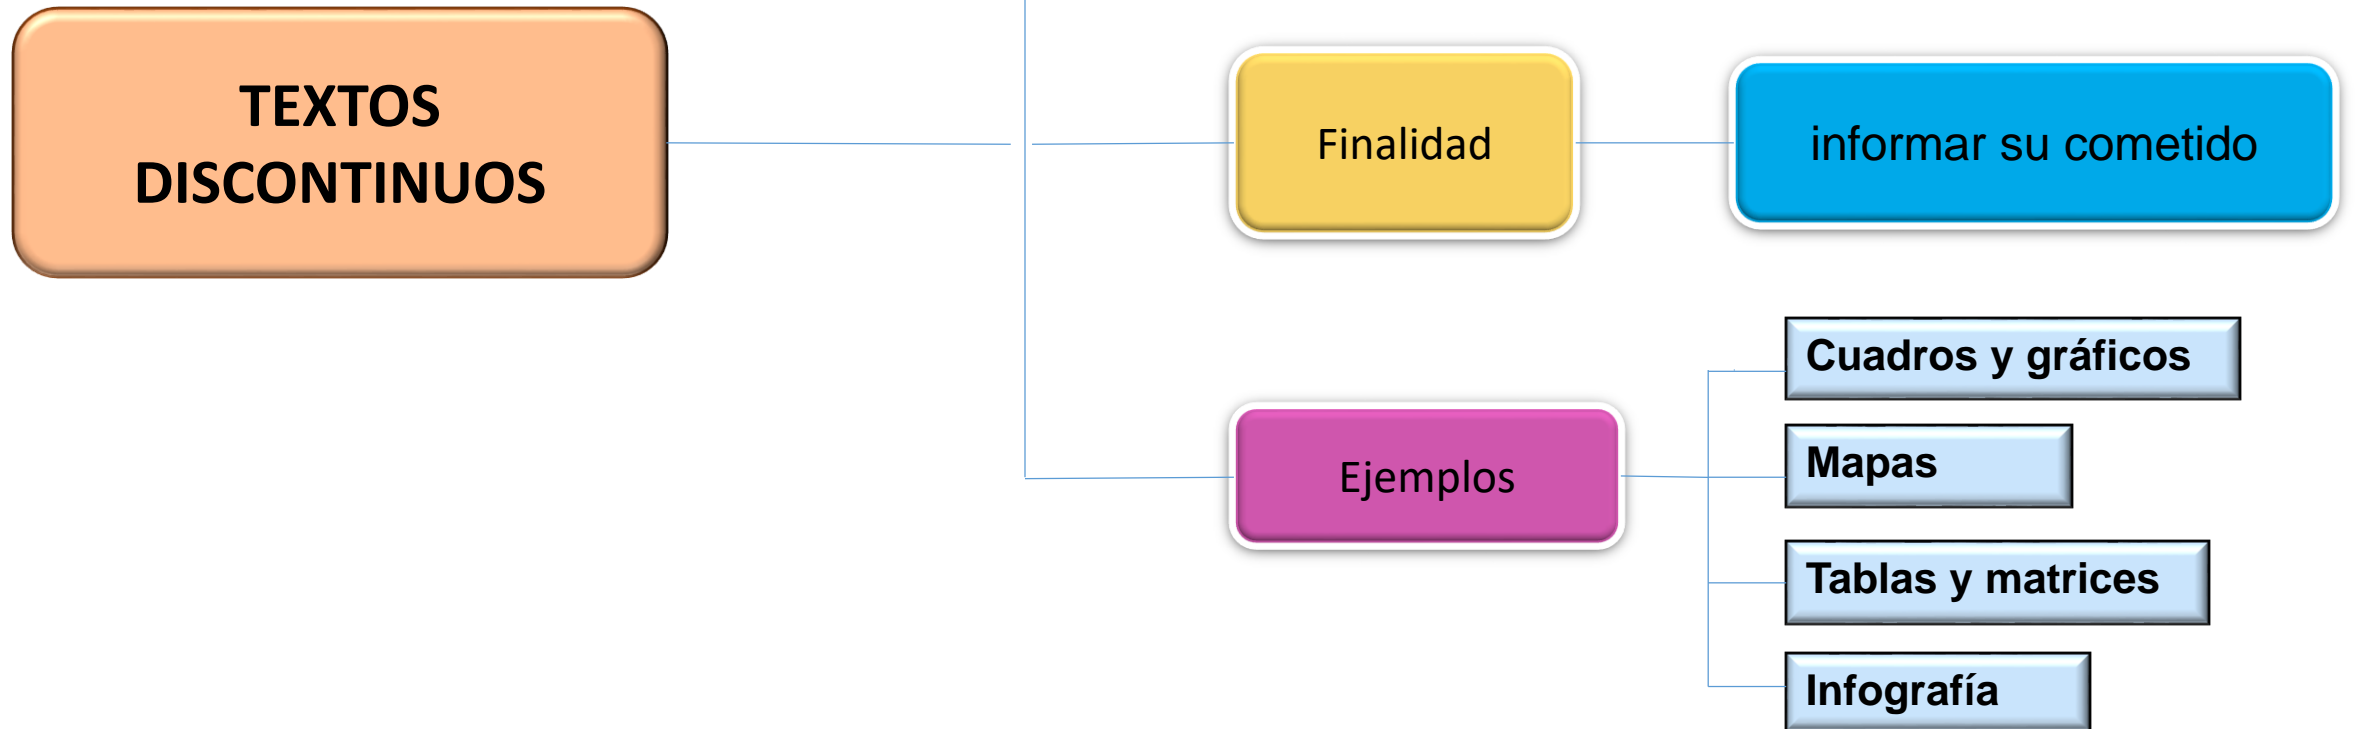 TEXTOS
DISCONTINUOS
Finalidad
informar su cometido
Ejemplos
Cuadros y gráficos
Mapas
Tablas y matrices
Infografía